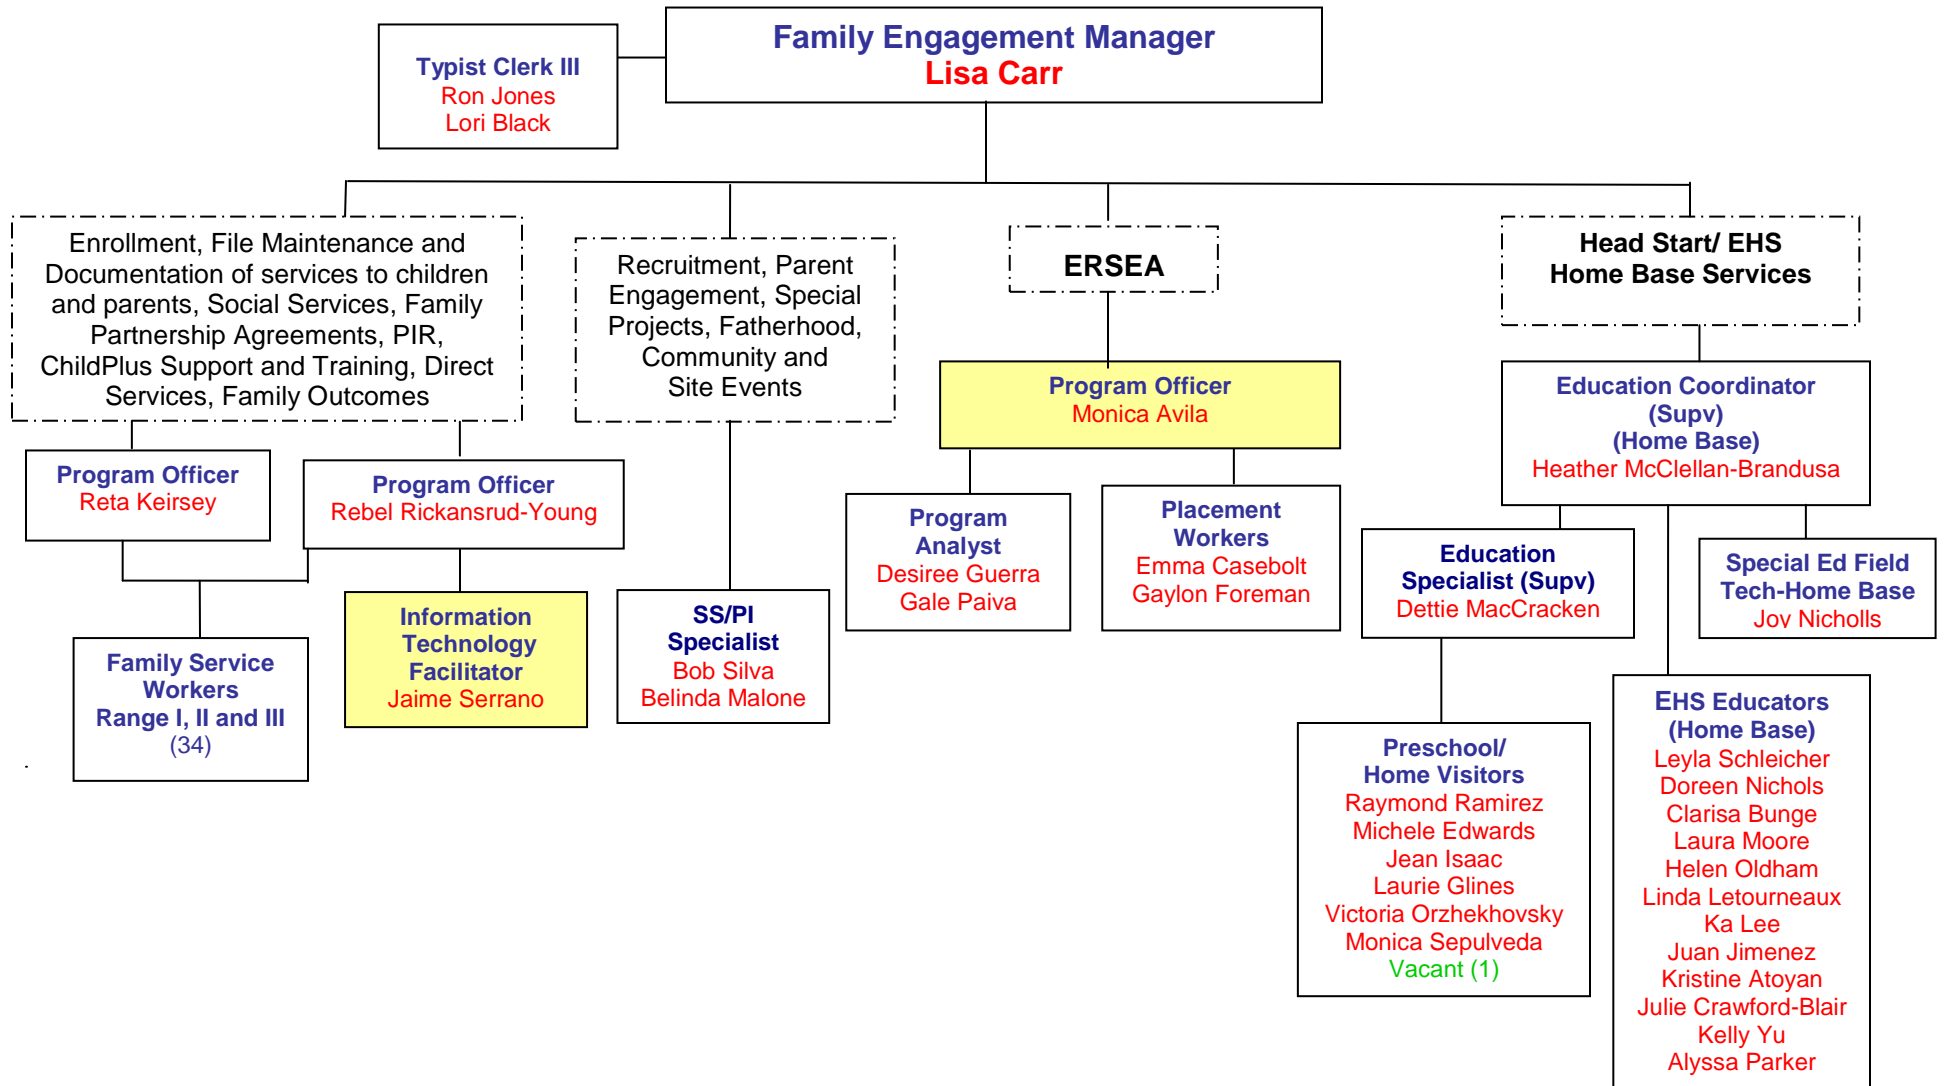 Family Engagement Manager
Lisa Carr
Typist Clerk III
Ron Jones
Lori Black
Enrollment, File Maintenance and
Documentation of services to children
and parents, Social Services, Family
Partnership Agreements, PIR,
ChildPlus Support and Training, Direct
Services, Family Outcomes
Recruitment, Parent
Engagement, Special
Projects, Fatherhood,
Community and
Site Events
ERSEA
Head Start/ EHS
Home Base Services
Program Officer
Reta Keirsey
Program Officer
Rebel Rickansrud-Young
Family Service
Workers
Range I, II and III
(34)
Information
Technology
Facilitator
Jaime Serrano
SS/PI
Specialist
Bob Silva
Belinda Malone
Program Officer
Monica Avila
Program
Analyst
Desiree Guerra
Gale Paiva
Placement
Workers
Emma Casebolt
Gaylon Foreman
Education Coordinator
(Supv)
(Home Base)
Heather McClellan-Brandusa
Education
Specialist (Supv)
Dettie MacCracken
Special Ed Field
Tech-Home Base
Joy Nicholls
Preschool/
Home Visitors
Raymond Ramirez
Michele Edwards
Jean Isaac
Laurie Glines
Victoria Orzhekhovsky
Monica Sepulveda
Vacant (1)
EHS Educators
(Home Base)
Leyla Schleicher
Doreen Nichols
Clarisa Bunge
Laura Moore
Helen Oldham
Linda Letourneaux
Ka Lee
Juan Jimenez
Kristine Atoyan
Julie Crawford-Blair
Kelly Yu
Alyssa Parker